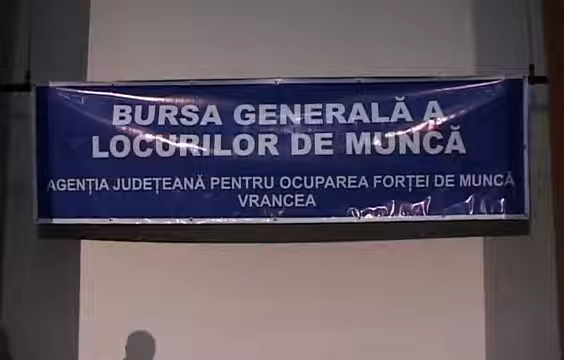 BURSA GENERALĂ A
LOCURILOR DE MUNCĂ
AGENȚIA JUDEȚEANĂ PENTRU OCUPAREA FORȚEI DE MUNCĂ
VRANCEA